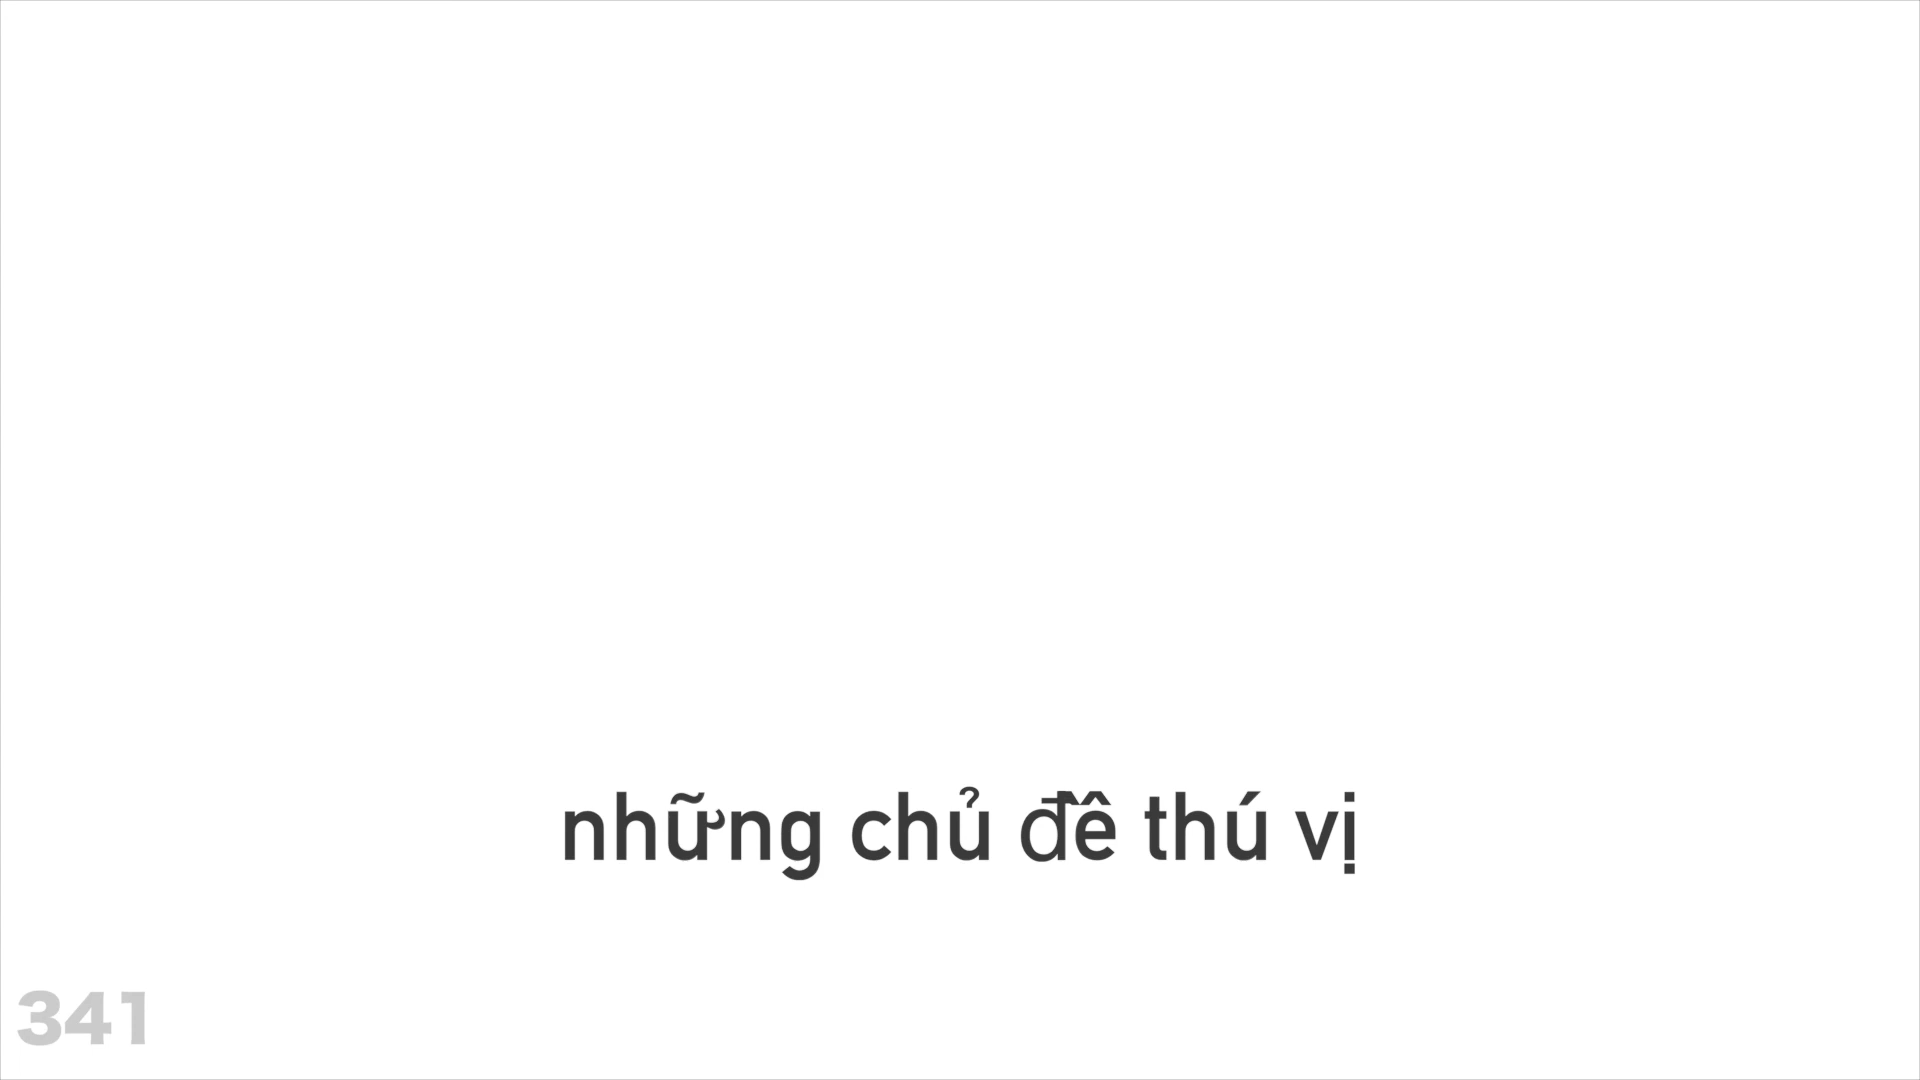 những chủ đề thú vị
341